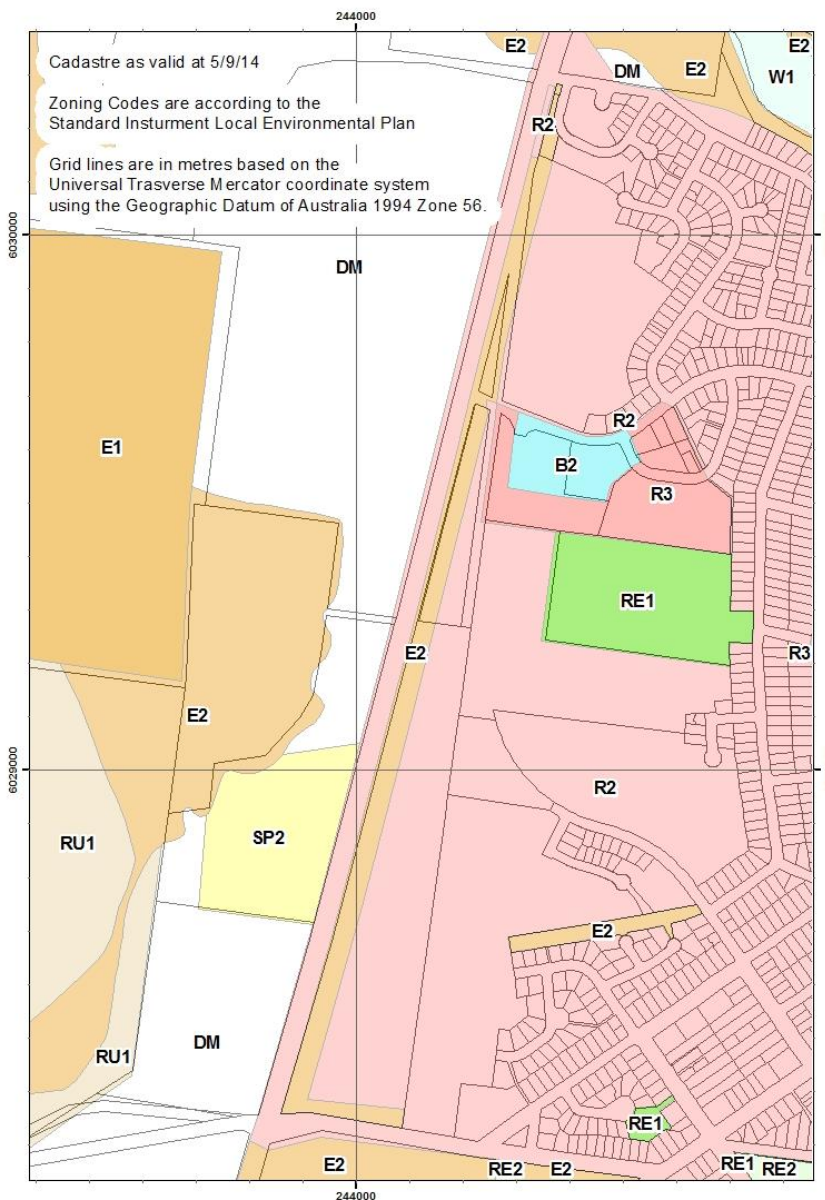 244000
Cadastre as valid at 5/9/14
Zoning Codes are according to the
Standard Insturment Local Environmental Plan
Grid lines are in metres based on the
Universal Trasverse Mercator coordinate system
using the Geographic Datum of Australia 1994 Zone 56.
E2
E2
DM
E2
W1
R2
6030000
DM
E1
R2
B2
R3
RE1
E2
R3
E2
6029000
R2
RU1
SP2
E2
DM
RU1
RE1
E2
RE2
E2
RE1
RE2
244000